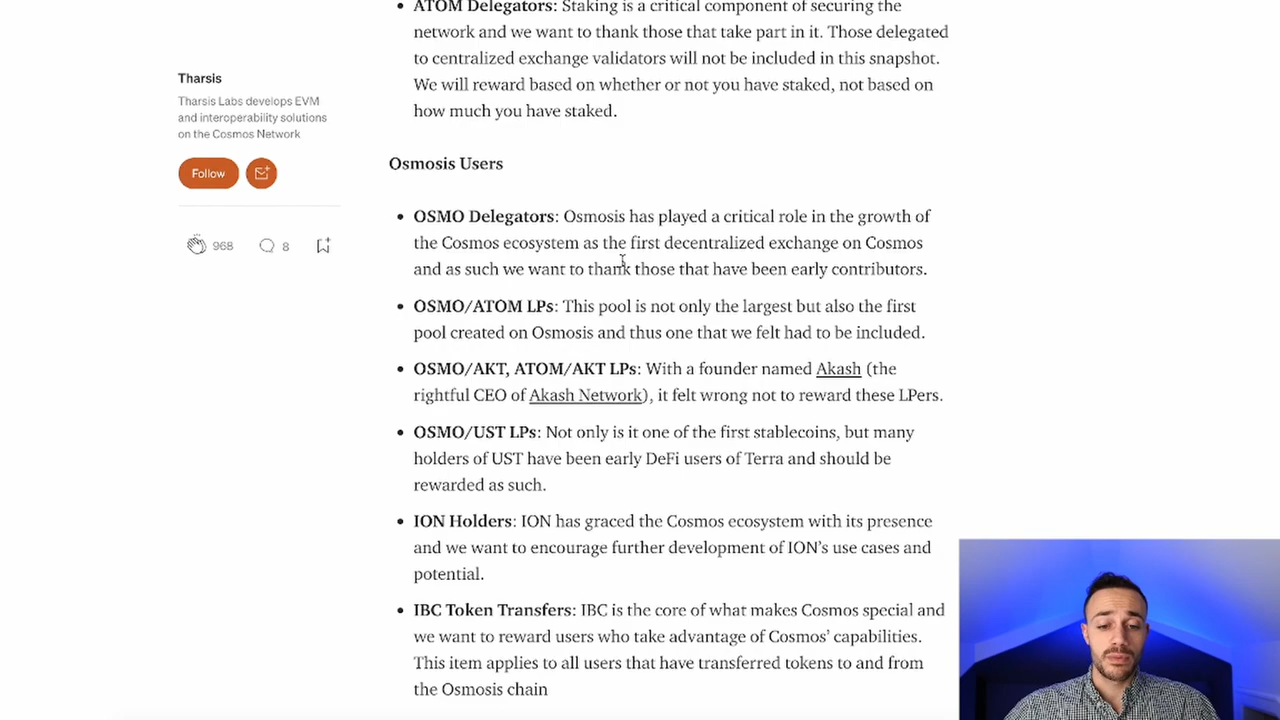 • ATOM Delegators: Staking is a critical component of securing the
network and we want to thank those that take part in it. Those delegated
to centralized exchange validators will not be included in this snapshot.
We will reward based on whether or not you have staked, not based on
how much you have staked.
Tharsis
Tharsis Labs develops EVM
and interoperability solutions
on the Cosmos Network
Follow
968
8
Osmosis Users
• OSMO Delegators: Osmosis has played a critical role in the growth of
the Cosmos ecosystem as the first decentralized exchange on Cosmos
and as such we want to thank those that have been early contributors.
• OSMO/ATOM LPs: This pool is not only the largest but also the first
pool created on Osmosis and thus one that we felt had to be included.
• OSMO/AKT, ATOM/AKT LPs: With a founder named Akash (the
rightful CEO of Akash Network), it felt wrong not to reward these LPers.
• OSMO/UST LPs: Not only is it one of the first stablecoins, but many
holders of UST have been early DeFi users of Terra and should be
rewarded as such.
• ION Holders: ION has graced the Cosmos ecosystem with its presence
and we want to encourage further development of ION’s use cases and
potential.
• IBC Token Transfers: IBC is the core of what makes Cosmos special and
we want to reward users who take advantage of Cosmos’ capabilities.
This item applies to all users that have transferred tokens to and from
the Osmosis chain